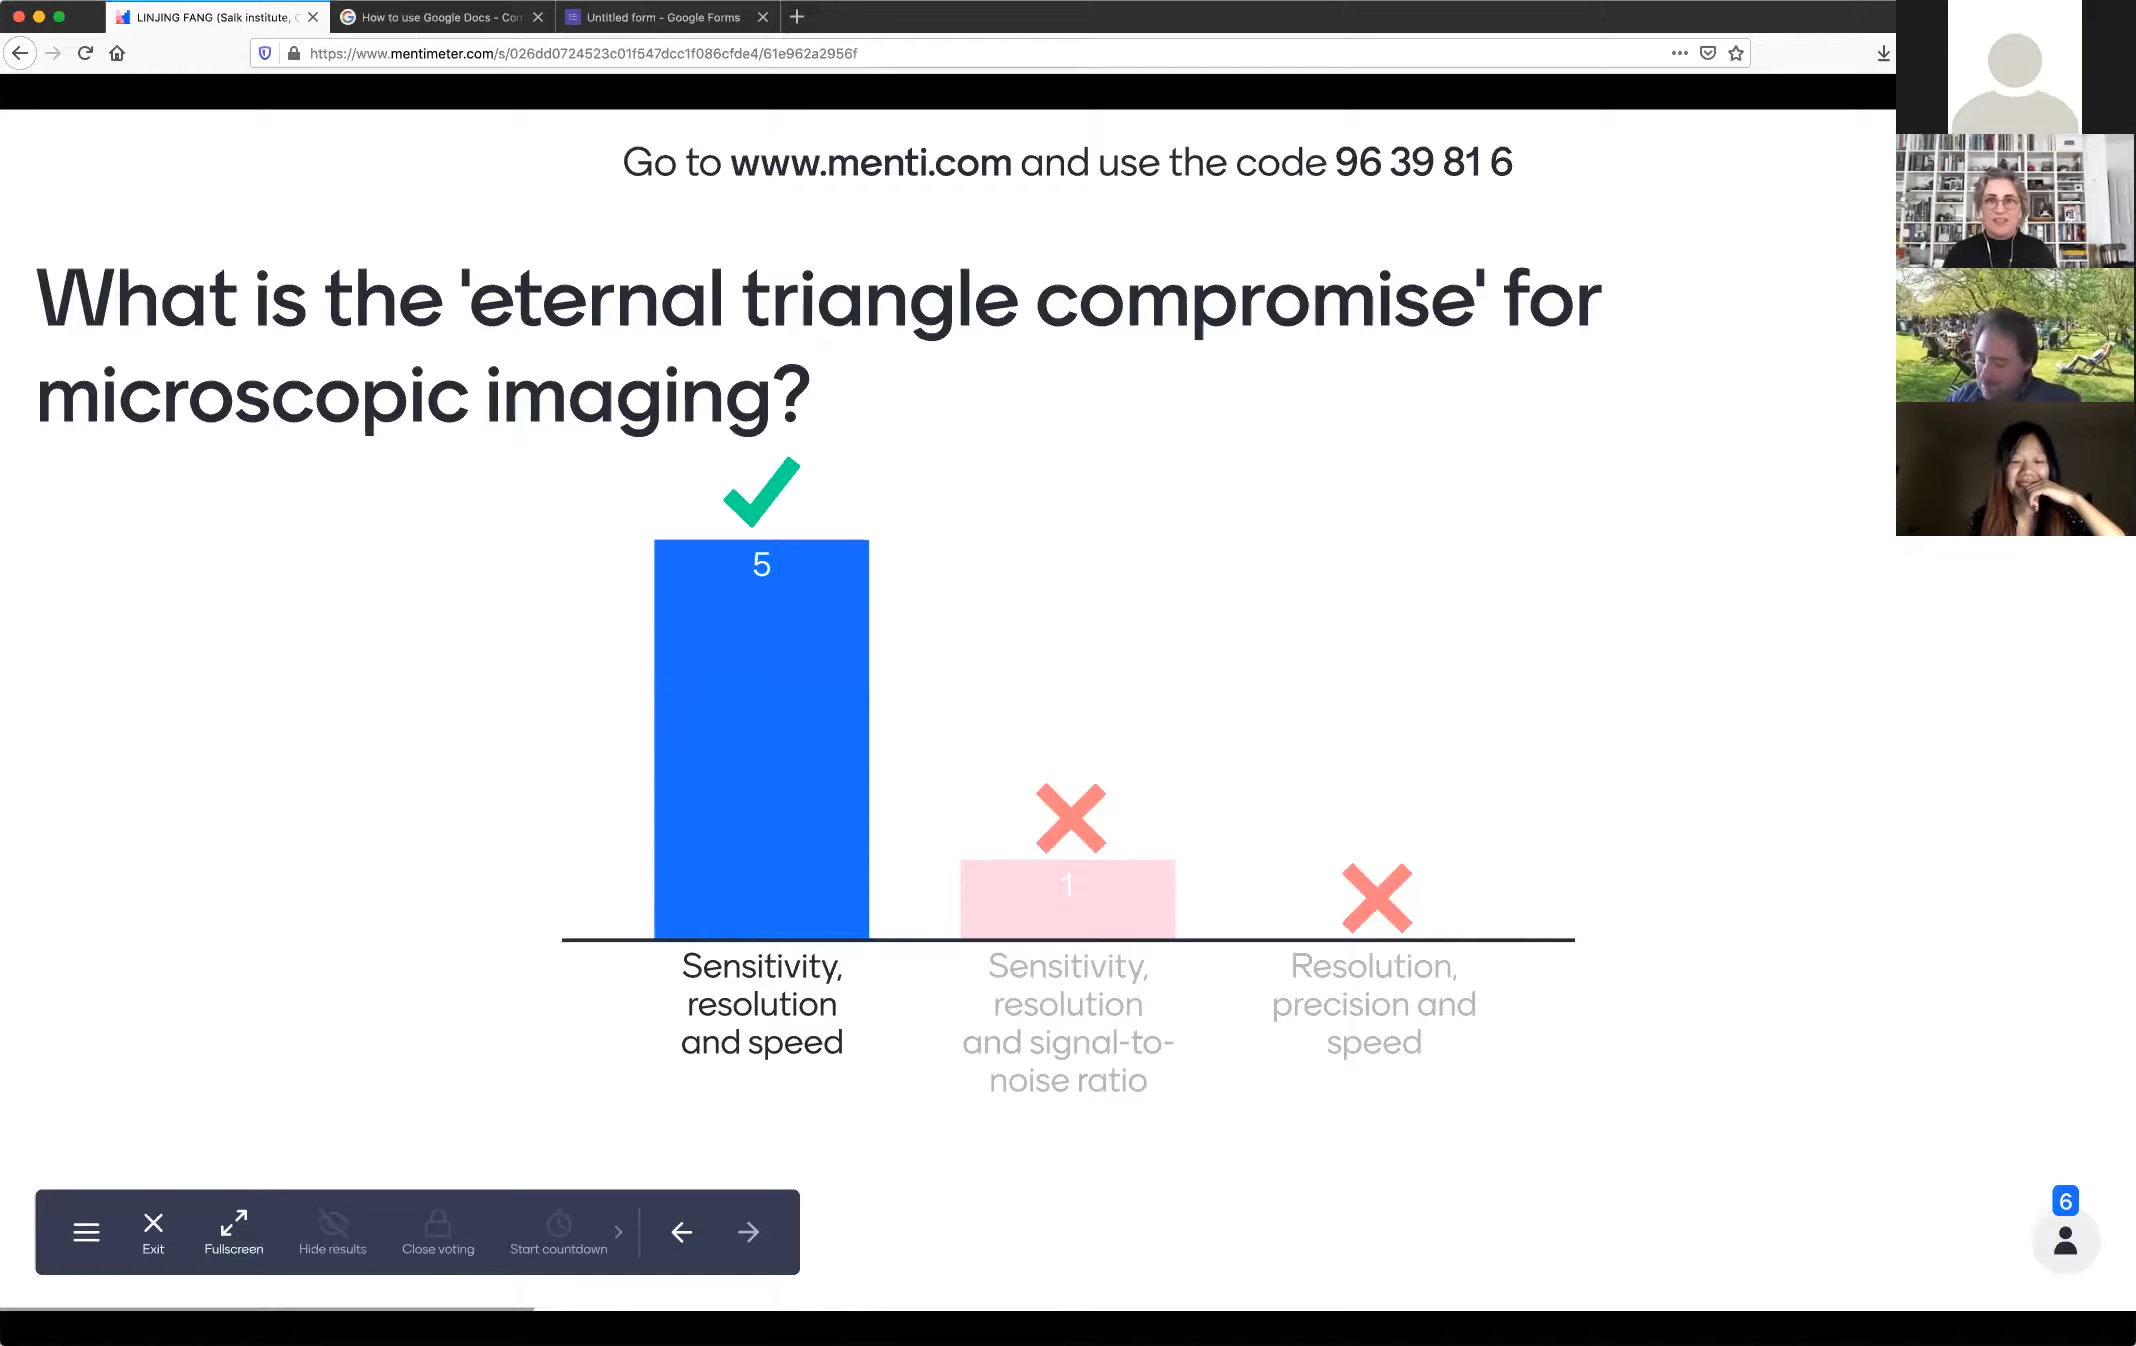 LINJING FANG (Salk institute,
How to use Google Docs - Con
Untitled form - Google Forms
https://www.mentimeter.com/s/026dd0724523c01f547dcc1f086cfde4/61e962a2956f
Go to www.menti.com and use the code 96 39 81 6
What is the 'eternal triangle compromise' for
microscopic imaging?
5
1
Sensitivity,
resolution
and speed
Sensitivity,
resolution
and signal-to-
noise ratio
Resolution,
precision and
speed
Exit
Fullscreen
Hide results
Close voting
Start countdown
6